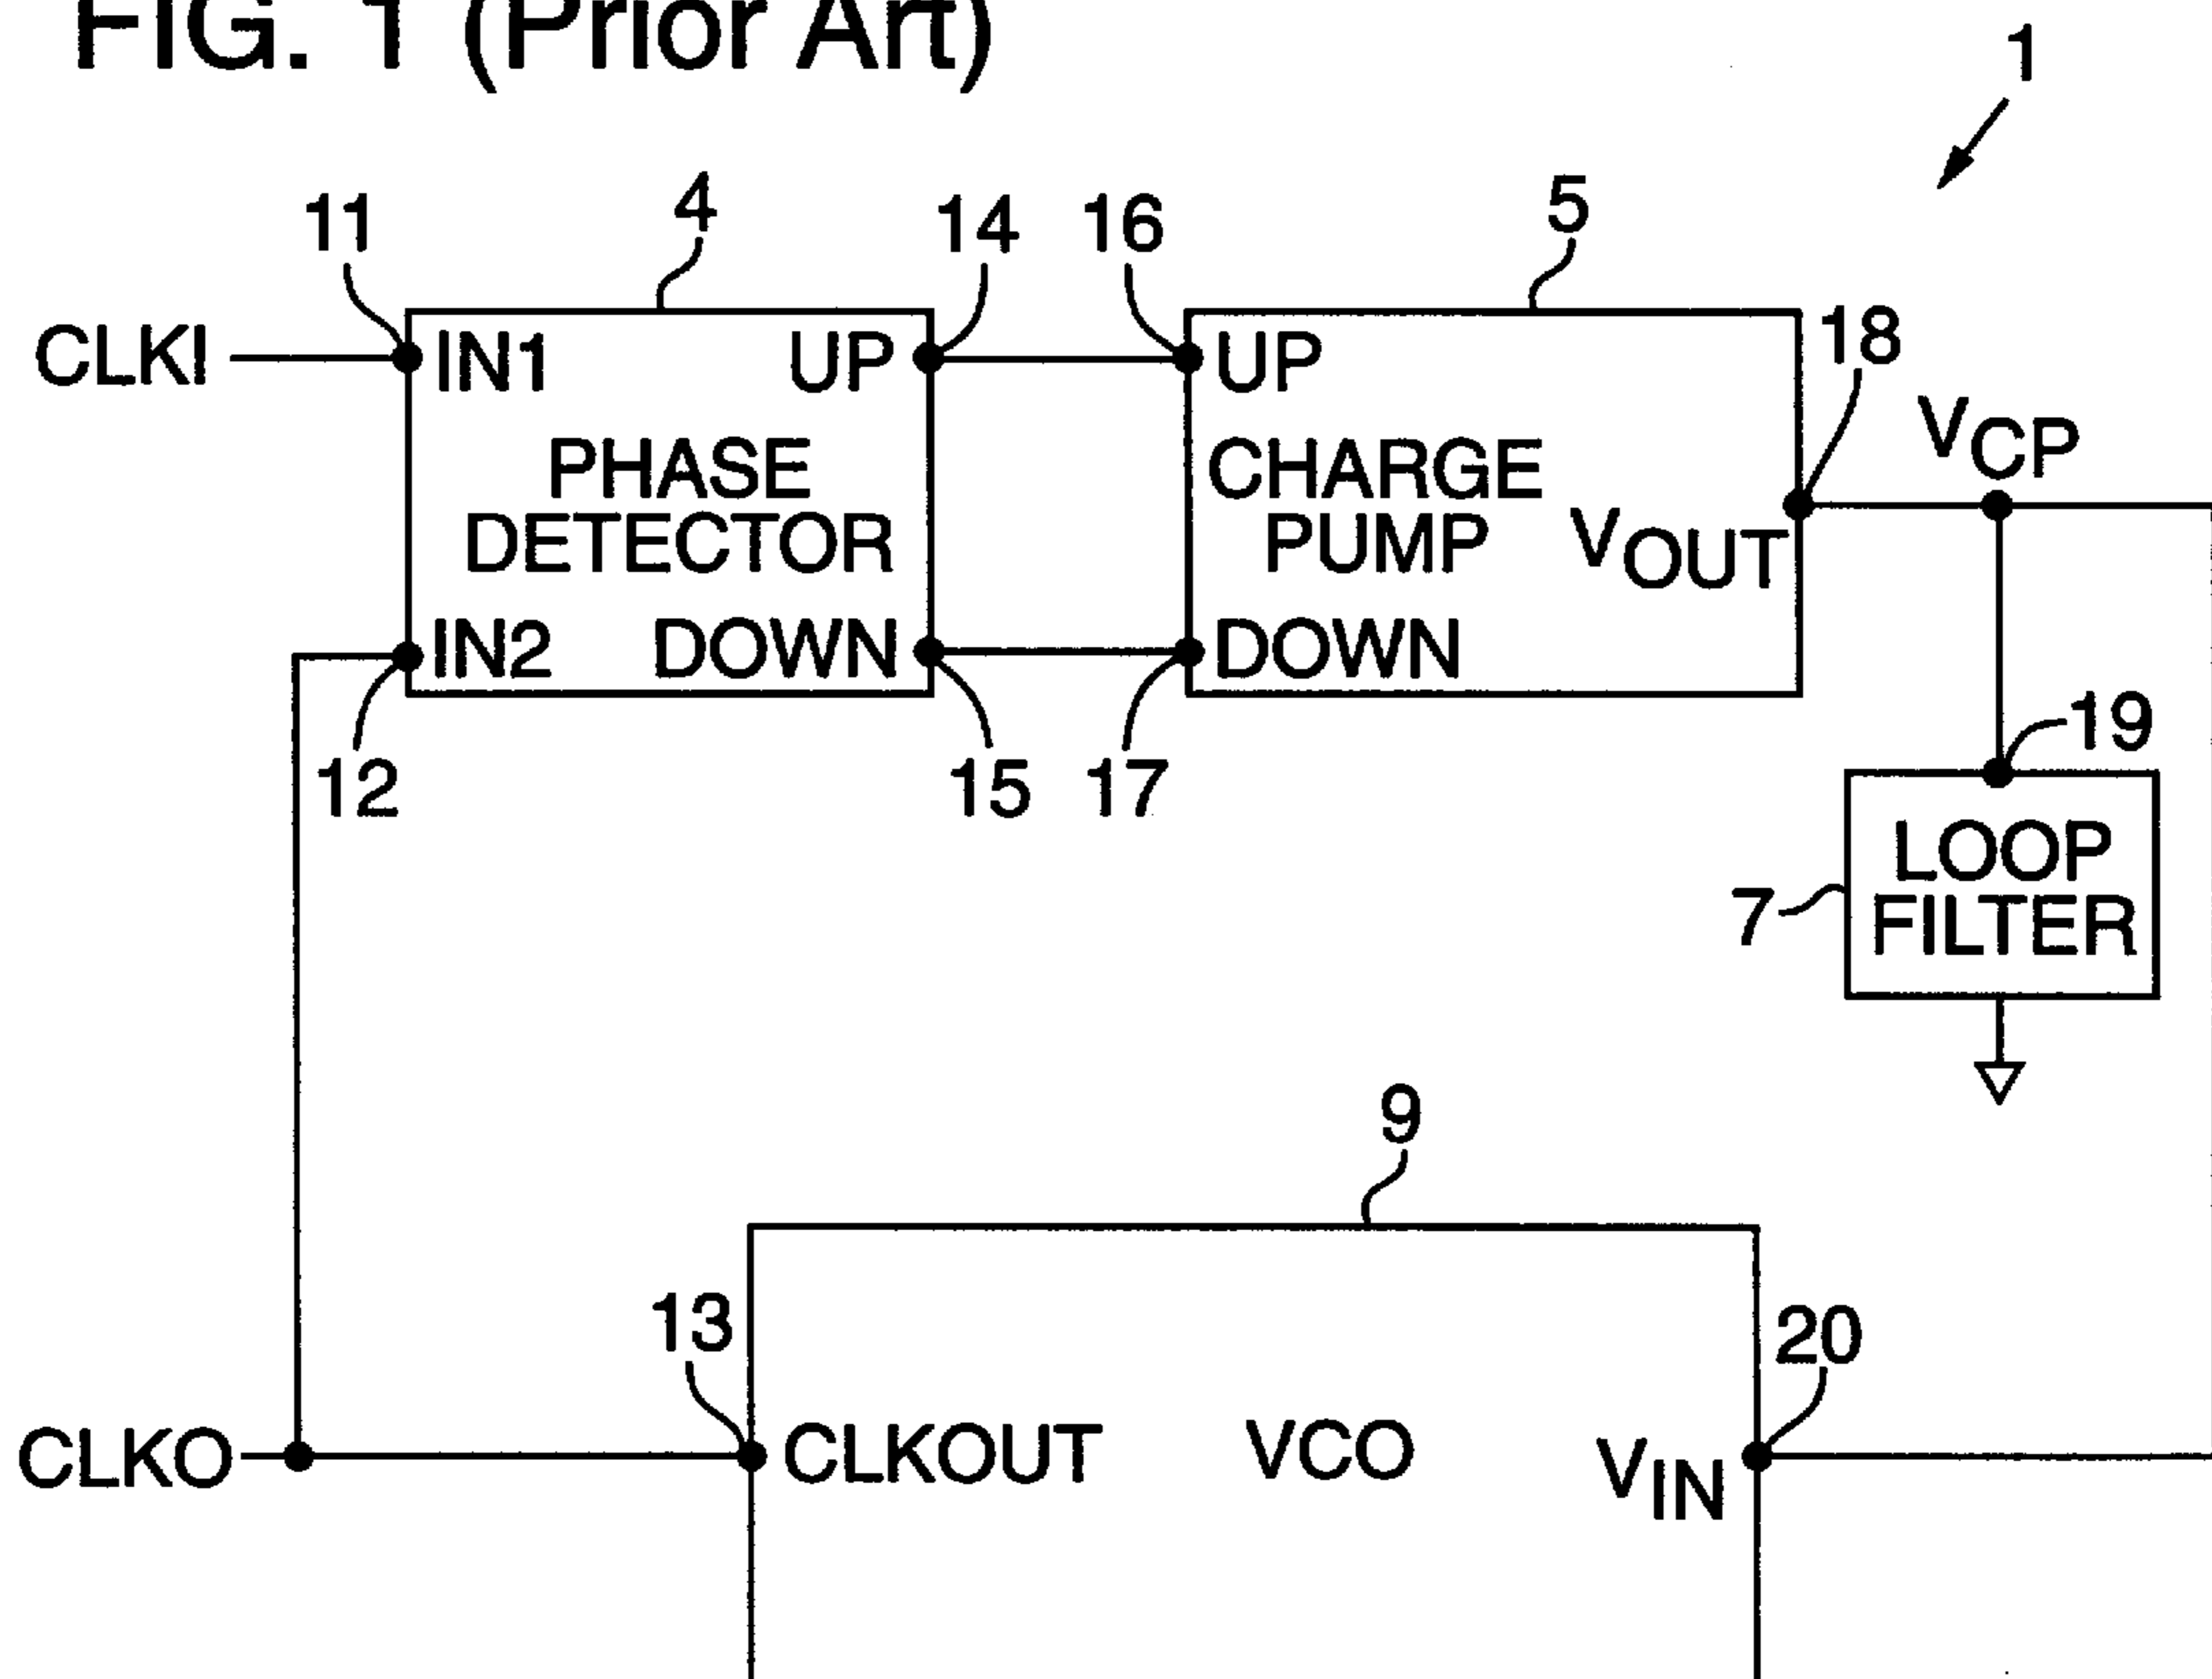 FIG. 1 (Prior Art)
1
11
4
14
16
5
18
CLKI
IN1
UP
UP
VCP
PHASE
DETECTOR
CHARGE
PUMP
VOUT
IN2
DOWN
DOWN
12
15
17
19
LOOP
FILTER
7
9
13
20
CLKO
CLKOUT
VCO
VIN